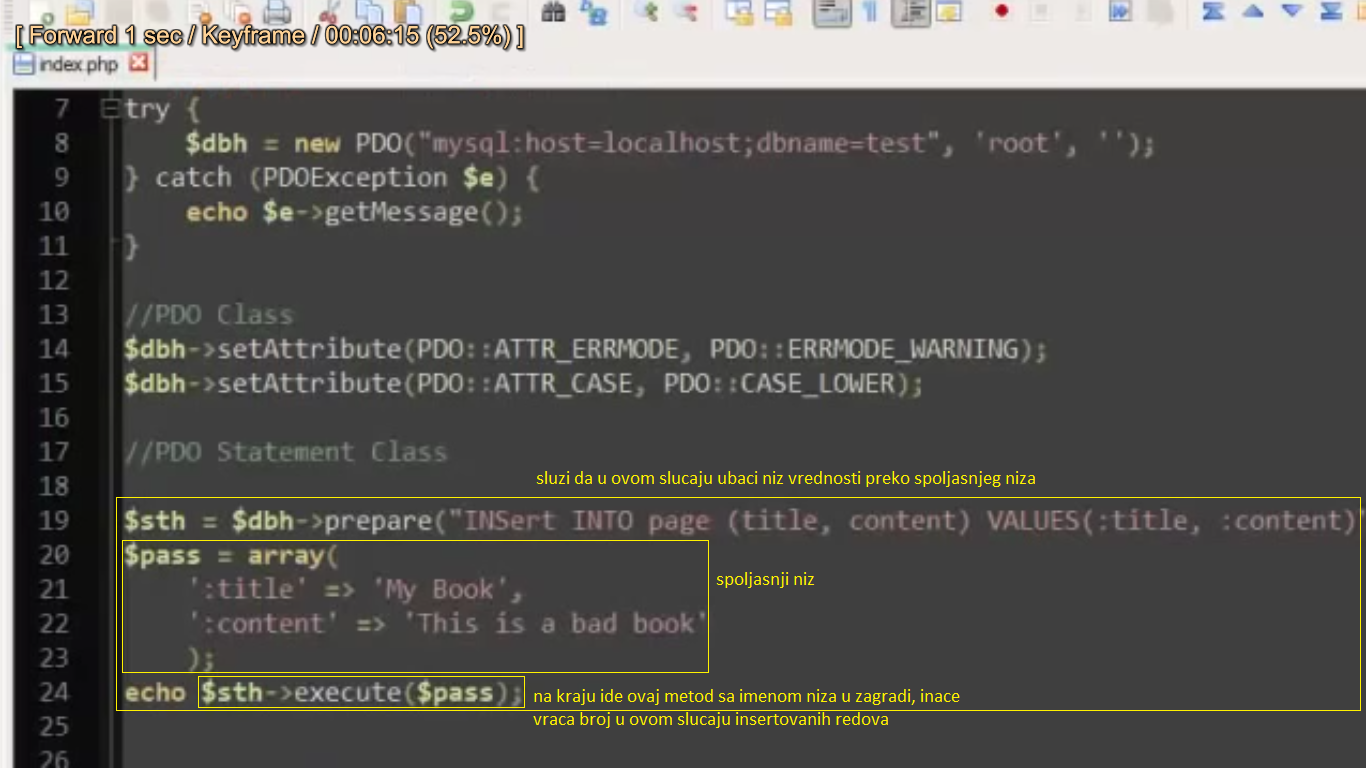 [ Forward 1 sec / Keyframe / 00:06:15 (52.5%) ]
index.php
7 try {
8 $dbh = new PDO("mysql:host=localhost;dbname=test", 'root', '');
9 } catch (PDOException $e) {
10 echo $e->getMessage();
11 }
12
13 //PDO Class
14 $dbh->setAttribute(PDO::ATTR_ERRMODE, PDO::ERRMODE_WARNING);
15 $dbh->setAttribute(PDO::ATTR_CASE, PDO::CASE_LOWER);
16
17 //PDO Statement Class
sluzi da u ovom slucaju ubaci niz vrednosti preko spoljasnjeg niza
18
19 $sth = $dbh->prepare("INSert INTO page (title, content) VALUES(:title, :content)"
20 $pass = array(
spoljasnji niz
21 ':title' => 'My Book',
22 ':content' => 'This is a bad book'
23 );
24 echo $sth->execute($pass);
na kraju ide ovaj metod sa imenom niza u zagradi, inace
vraca broj u ovom slucaju insertovanih redova
25
26